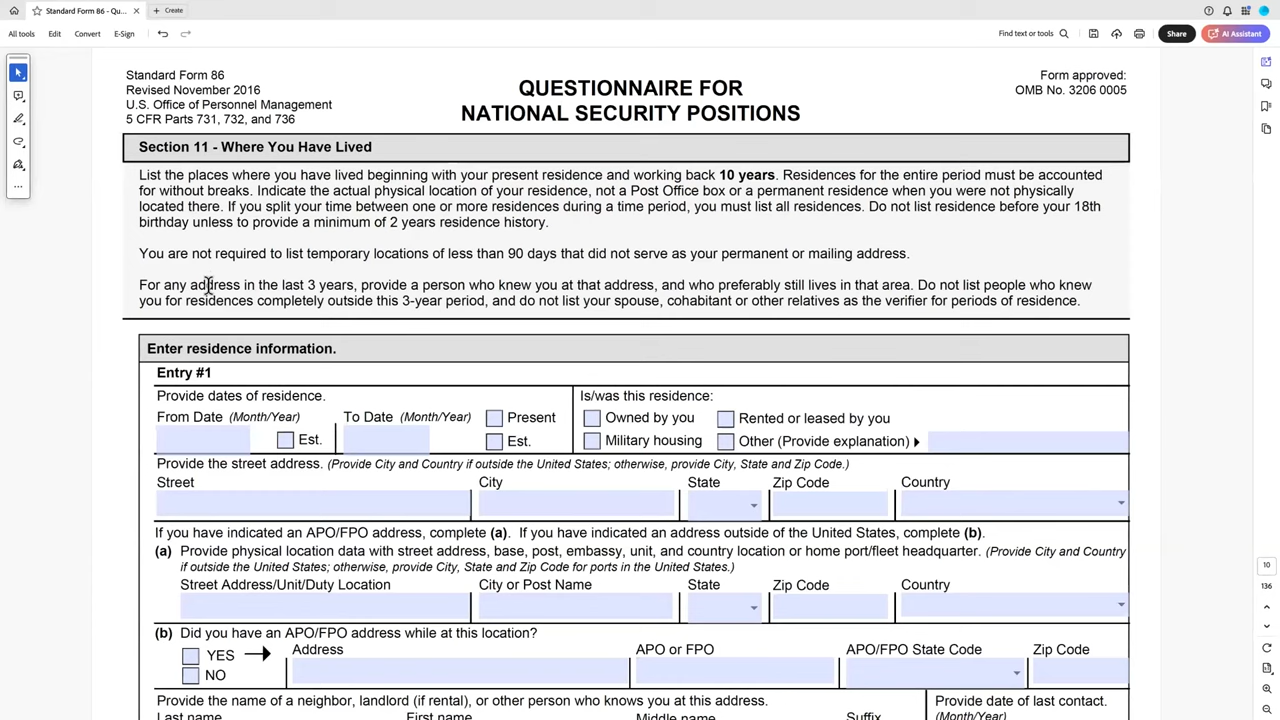 Standard Form 86 - Qu...
Create
All tools
Edit
Convert
E-Sign
Find text or tools
Share
AI Assistant
Standard Form 86
Revised November 2016
U.S. Office of Personnel Management
5 CFR Parts 731, 732, and 736
QUESTIONNAIRE FOR
NATIONAL SECURITY POSITIONS
Form approved:
OMB No. 3206 0005
Section 11 - Where You Have Lived
List the places where you have lived beginning with your present residence and working back 10 years. Residences for the entire period must be accounted
for without breaks. Indicate the actual physical location of your residence, not a Post Office box or a permanent residence when you were not physically
located there. If you split your time between one or more residences during a time period, you must list all residences. Do not list residence before your 18th
birthday unless to provide a minimum of 2 years residence history.
You are not required to list temporary locations of less than 90 days that did not serve as your permanent or mailing address.
For any address in the last 3 years, provide a person who knew you at that address, and who preferably still lives in that area. Do not list people who knew
you for residences completely outside this 3-year period, and do not list your spouse, cohabitant or other relatives as the verifier for periods of residence.
Enter residence information.
Entry #1
Provide dates of residence.
Is/was this residence:
From Date (Month/Year)
To Date (Month/Year)
Present
Owned by you
Rented or leased by you
Est.
Est.
Military housing
Other (Provide explanation)
Provide the street address. (Provide City and Country if outside the United States; otherwise, provide City, State and Zip Code.)
Street
City
State
Zip Code
Country
If you have indicated an APO/FPO address, complete (a). If you have indicated an address outside of the United States, complete (b).
(a) Provide physical location data with street address, base, post, embassy, unit, and country location or home port/fleet headquarter. (Provide City and Country
if outside the United States; otherwise, provide City, State and Zip Code for ports in the United States.)
Street Address/Unit/Duty Location
City or Post Name
State
Zip Code
Country
(b) Did you have an APO/FPO address while at this location?
YES
Address
APO or FPO
APO/FPO State Code
Zip Code
NO
Provide the name of a neighbor, landlord (if rental), or other person who knows you at this address.
Provide date of last contact.
Last name
First name
Middle name
Suffix
(Month/Year)
10
136